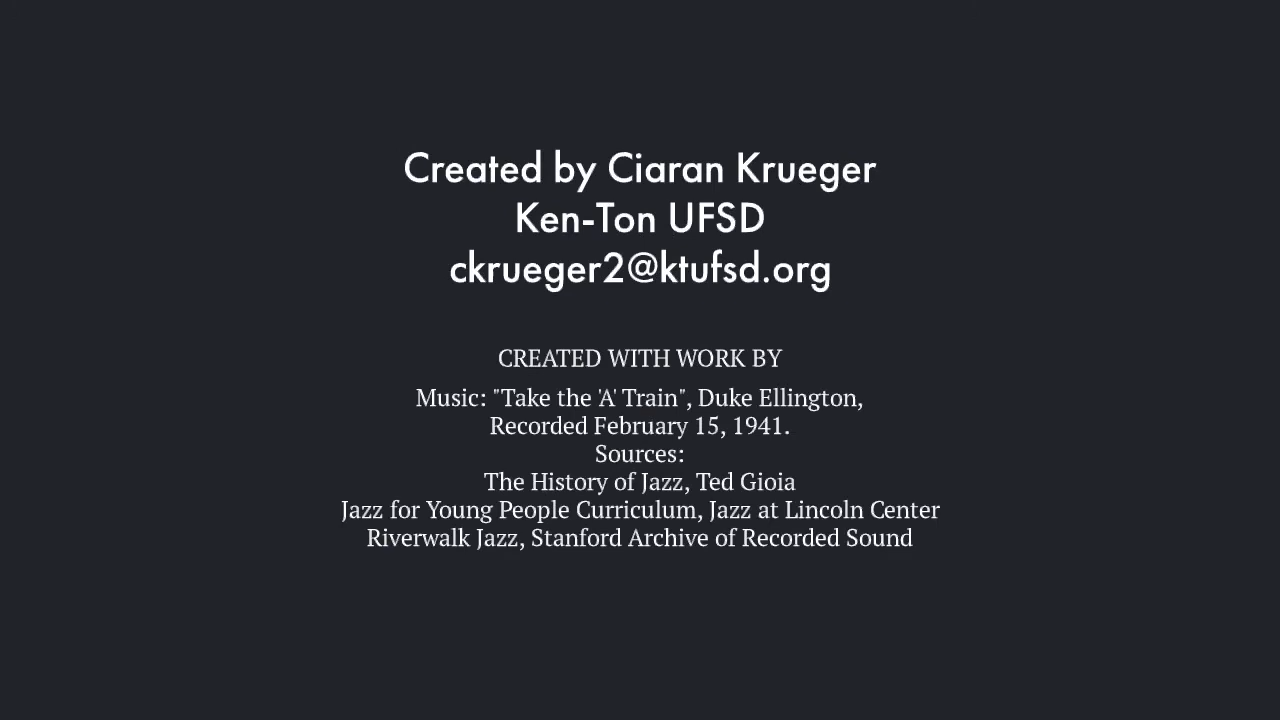 Created by Ciaran Krueger
Ken-Ton UFSD
ckrueger2@ktufsd.org
CREATED WITH WORK BY
Music: "Take the 'A' Train", Duke Ellington,
Recorded February 15, 1941.
Sources:
The History of Jazz, Ted Gioia
Jazz for Young People Curriculum, Jazz at Lincoln Center
Riverwalk Jazz, Stanford Archive of Recorded Sound